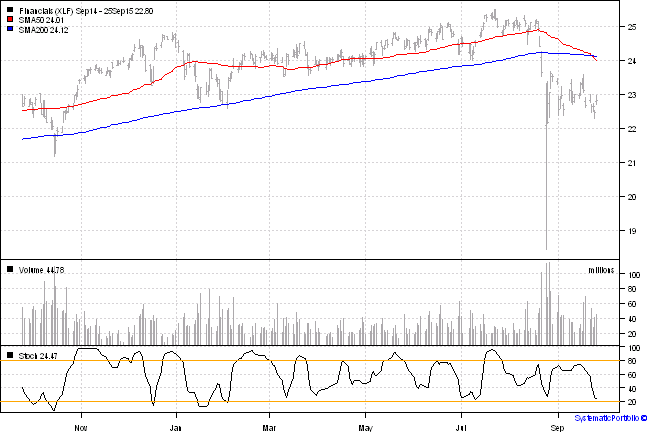 Financials (XLF) Sep14 - 25Sep15 22.80
SMA50 24.01
SMA200 24.12
25
24
23
22
21
20
19
Volume 44.78
millions
100
80
60
40
20
Stoch 24.47
100
80
60
40
20
Nov
Jan
Mar
May
Jul
Sep
SystematicPortfolio ©